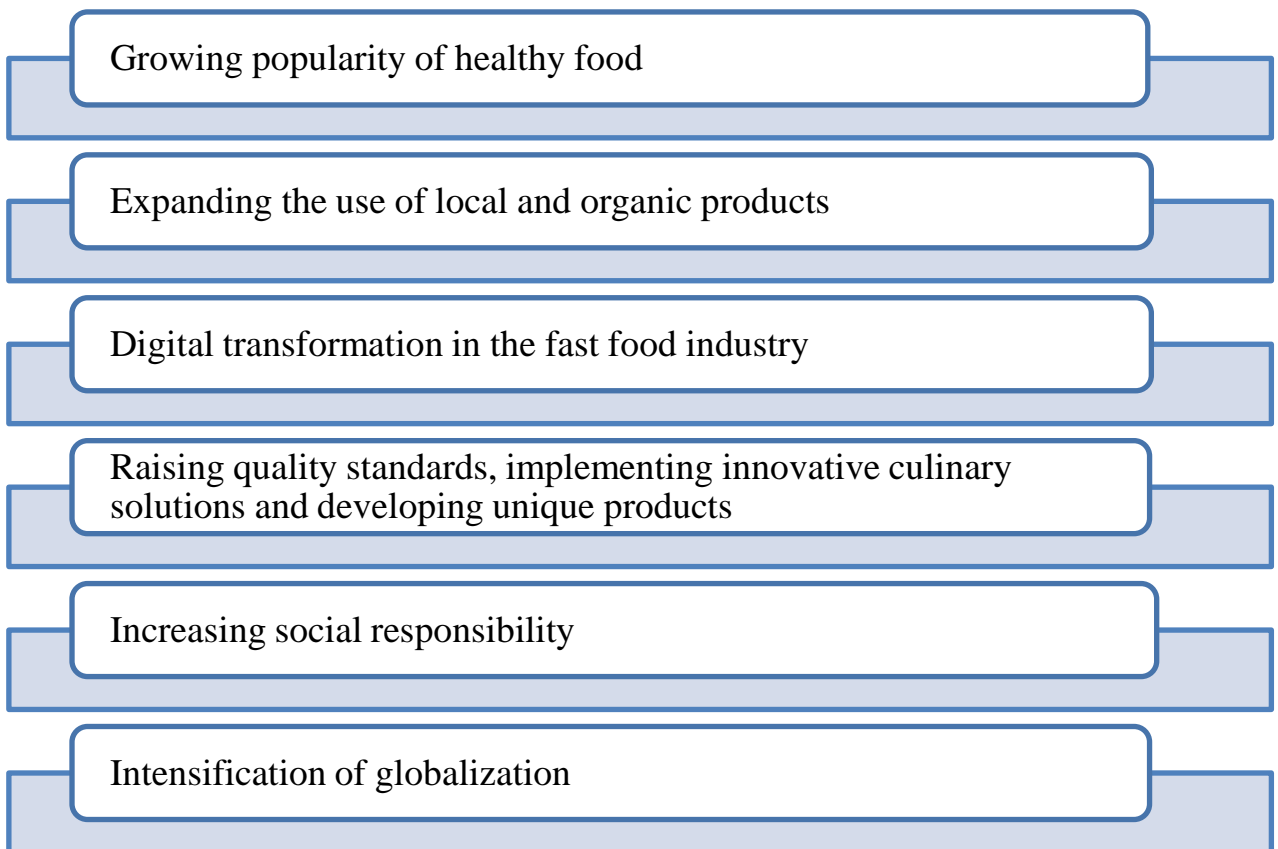 Growing popularity of healthy food
Expanding the use of local and organic products
Digital transformation in the fast food industry
Raising quality standards, implementing innovative culinary
solutions and developing unique products
Increasing social responsibility
Intensification of globalization